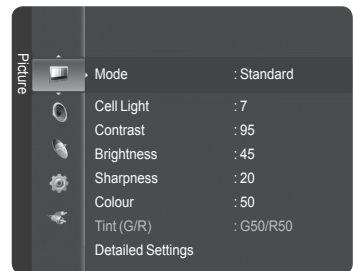 Picture
Mode : Standard
Cell Light : 7
Contrast : 95
Brightness : 45
Sharpness : 20
Colour : 50
Tint (G/R) : G50/R50
Detailed Settings